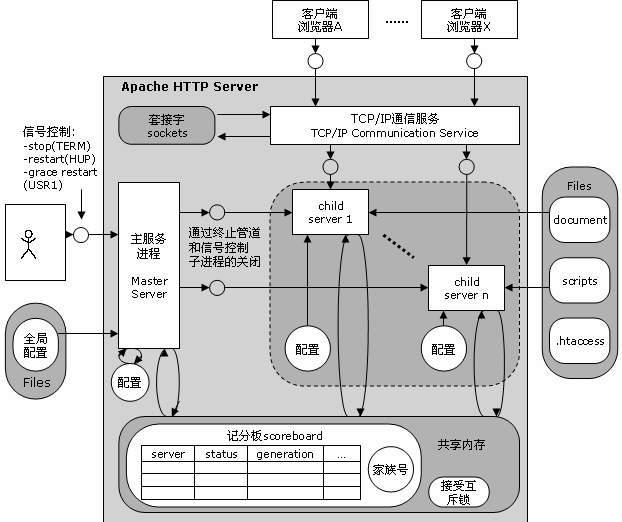 客户端
浏览器A
......
客户端
浏览器X
Apache HTTP Server
套接字
sockets
TCP/IP通信服务
TCP/IP Communication Service
信号控制:
-stop(TERM)
-restart(HUP)
-grace restart
(USR1)
主服务
进程
Master
Server
通过终止管道
和信号控制
子进程的关闭
child
server 1
child
server n
配置
配置
配置
Files
document
scripts
.htaccess
全局
配置
Files
记分板scoreboard
server status generation ...
家族号
共享内存
接受互
斥锁